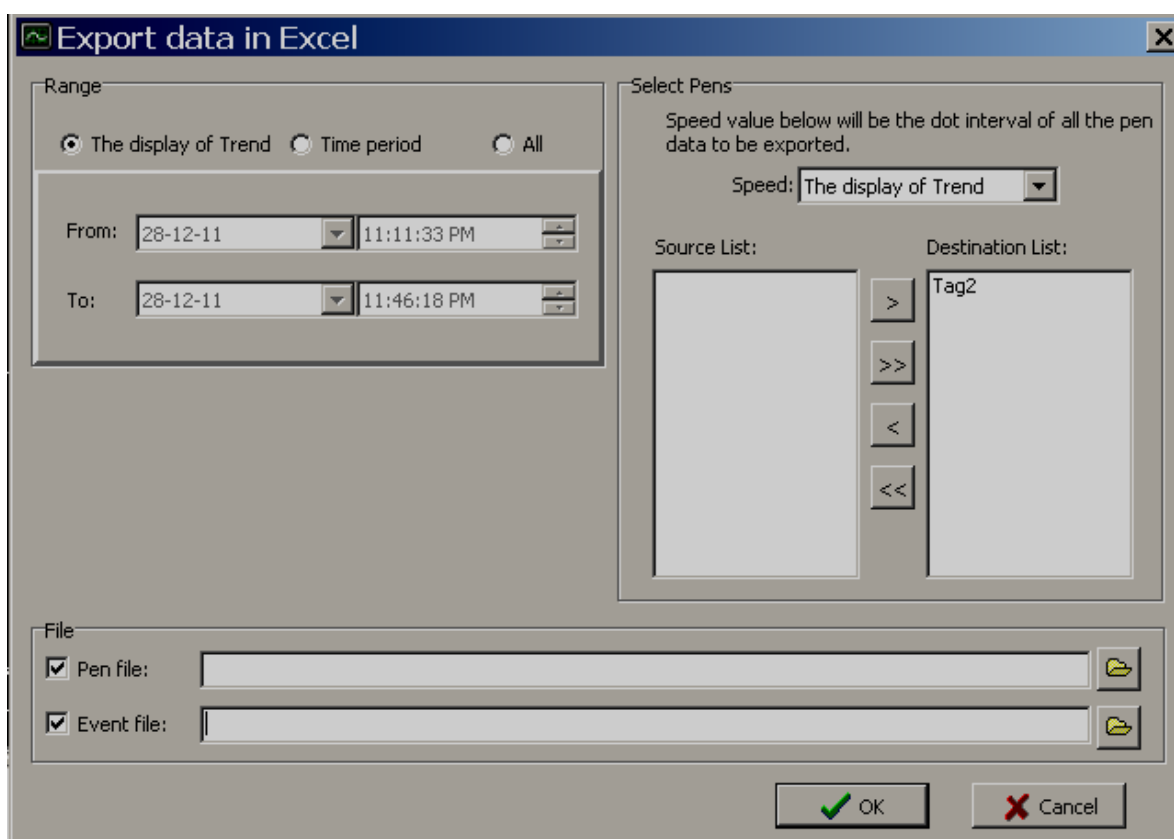 Export data in Excel
Range
The display of Trend
Time period
All
From: 28-12-11 11:11:33 PM
To: 28-12-11 11:46:18 PM
Select Pens
Speed value below will be the dot interval of all the pen
data to be exported.
Speed: The display of Trend
Source List:
Destination List:
Tag2
>
>>
<
<<
File
Pen file:
Event file:
OK
Cancel